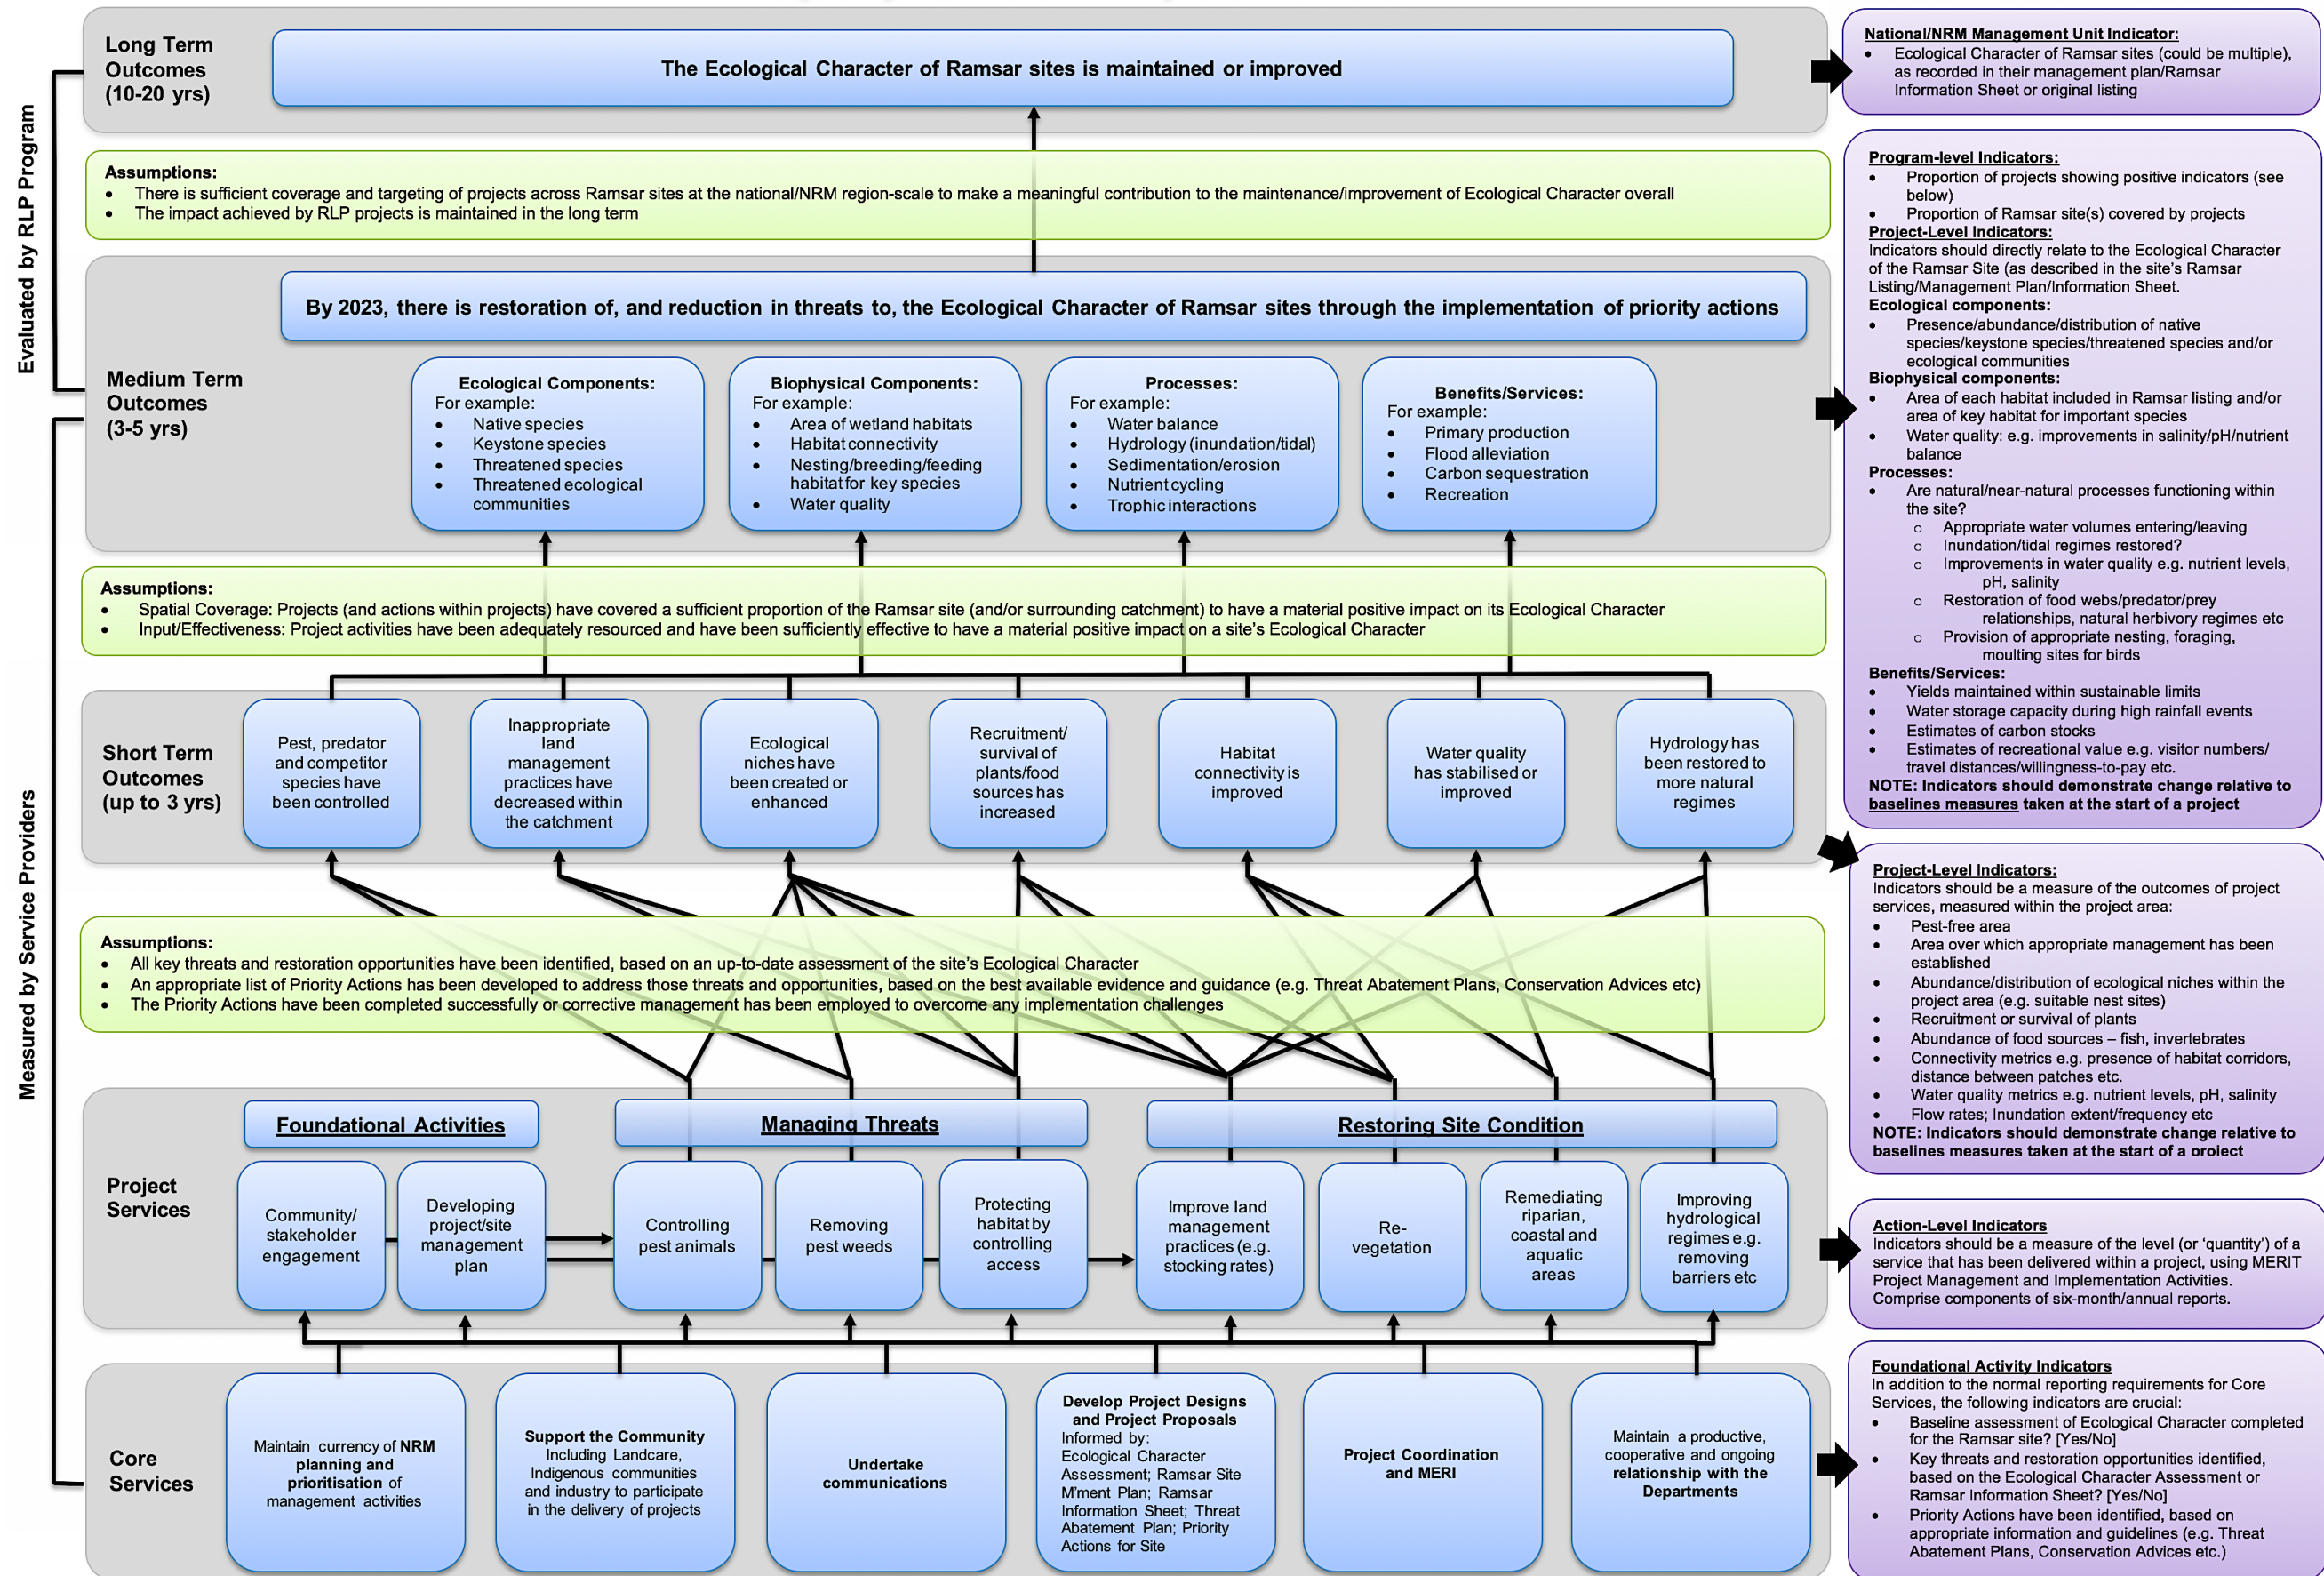 Evaluated by RLP Program
Measured by Service Providers
Long Term
Outcomes
(10-20 yrs)
The Ecological Character of Ramsar sites is maintained or improved
National/NRM Management Unit Indicator:
• Ecological Character of Ramsar sites (could be multiple),
as recorded in their management plan/Ramsar
Information Sheet or original listing
Assumptions:
• There is sufficient coverage and targeting of projects across Ramsar sites at the national/NRM region-scale to make a meaningful contribution to the maintenance/improvement of Ecological Character overall
• The impact achieved by RLP projects is maintained in the long term
Medium Term
Outcomes
(3-5 yrs)
By 2023, there is restoration of, and reduction in threats to, the Ecological Character of Ramsar sites through the implementation of priority actions
Ecological Components:
For example:
• Native species
• Keystone species
• Threatened species
• Threatened ecological
communities
Biophysical Components:
For example:
• Area of wetland habitats
• Habitat connectivity
• Nesting/breeding/feeding
habitat for key species
• Water quality
Processes:
For example:
• Water balance
• Hydrology (inundation/tidal)
• Sedimentation/erosion
• Nutrient cycling
• Trophic interactions
Benefits/Services:
For example:
• Primary production
• Flood alleviation
• Carbon sequestration
• Recreation
Program-level Indicators:
• Proportion of projects showing positive indicators (see
below)
• Proportion of Ramsar site(s) covered by projects
Project-Level Indicators:
Indicators should directly relate to the Ecological Character
of the Ramsar Site (as described in the site's Ramsar
Listing/Management Plan/Information Sheet.
Ecological components:
• Presence/abundance/distribution of native
species/keystone species/threatened species and/or
ecological communities
Biophysical components:
• Area of each habitat included in Ramsar listing and/or
area of key habitat for important species
• Water quality: e.g. improvements in salinity/pH/nutrient
balance
Processes:
• Are natural/near-natural processes functioning within
the site?
o Appropriate water volumes entering/leaving
o Inundation/tidal regimes restored?
o Improvements in water quality e.g. nutrient levels,
pH, salinity
o Restoration of food webs/predator/prey
relationships, natural herbivory regimes etc
o Provision of appropriate nesting, foraging,
moulting sites for birds
Benefits/Services:
• Yields maintained within sustainable limits
• Water storage capacity during high rainfall events
• Estimates of carbon stocks
• Estimates of recreational value e.g. visitor numbers/
travel distances/willingness-to-pay etc.
NOTE: Indicators should demonstrate change relative to
baselines measures taken at the start of a project
Assumptions:
• Spatial Coverage: Projects (and actions within projects) have covered a sufficient proportion of the Ramsar site (and/or surrounding catchment) to have a material positive impact on its Ecological Character
• Input/Effectiveness: Project activities have been adequately resourced and have been sufficiently effective to have a material positive impact on a site's Ecological Character
Short Term
Outcomes
(up to 3 yrs)
Pest, predator
and competitor
species have
been controlled
Inappropriate
land
management
practices have
decreased within
the catchment
Ecological
niches have
been created or
enhanced
Recruitment/
survival of
plants/food
sources has
increased
Habitat
connectivity is
improved
Water quality
has stabilised or
improved
Hydrology has
been restored to
more natural
regimes
Project-Level Indicators:
Indicators should be a measure of the outcomes of project
services, measured within the project area:
• Pest-free area
• Area over which appropriate management has been
established
• Abundance/distribution of ecological niches within the
project area (e.g. suitable nest sites)
• Recruitment or survival of plants
• Abundance of food sources – fish, invertebrates
• Connectivity metrics e.g. presence of habitat corridors,
distance between patches etc.
• Water quality metrics e.g. nutrient levels, pH, salinity
• Flow rates; Inundation extent/frequency etc
NOTE: Indicators should demonstrate change relative to
baselines measures taken at the start of a project
Assumptions:
• All key threats and restoration opportunities have been identified, based on an up-to-date assessment of the site's Ecological Character
• An appropriate list of Priority Actions has been developed to address those threats and opportunities, based on the best available evidence and guidance (e.g. Threat Abatement Plans, Conservation Advices etc)
• The Priority Actions have been completed successfully or corrective management has been employed to overcome any implementation challenges
Project
Services
Foundational Activities
Managing Threats
Restoring Site Condition
Community/
stakeholder
engagement
Developing
project/site
management
plan
Controlling
pest animals
Removing
pest weeds
Protecting
habitat by
controlling
access
Improve land
management
practices (e.g.
stocking rates)
Re-
vegetation
Remediating
riparian,
coastal and
aquatic
areas
Improving
hydrological
regimes e.g.
removing
barriers etc
Action-Level Indicators
Indicators should be a measure of the level (or 'quantity') of a
service that has been delivered within a project, using MERIT
Project Management and Implementation Activities.
Comprise components of six-month/annual reports.
Core
Services
Maintain currency of NRM
planning and
prioritisation of
management activities
Support the Community
Including Landcare,
Indigenous communities
and industry to participate
in the delivery of projects
Undertake
communications
Develop Project Designs
and Project Proposals
Informed by:
Ecological Character
Assessment; Ramsar Site
M'ment Plan; Ramsar
Information Sheet; Threat
Abatement Plan; Priority
Actions for Site
Project Coordination
and MERI
Maintain a productive,
cooperative and ongoing
relationship with the
Departments
Foundational Activity Indicators
In addition to the normal reporting requirements for Core
Services, the following indicators are crucial:
• Baseline assessment of Ecological Character completed
for the Ramsar site? [Yes/No]
• Key threats and restoration opportunities identified,
based on the Ecological Character Assessment or
Ramsar Information Sheet? [Yes/No]
• Priority Actions have been identified, based on
appropriate information and guidelines (e.g. Threat
Abatement Plans, Conservation Advices etc.)